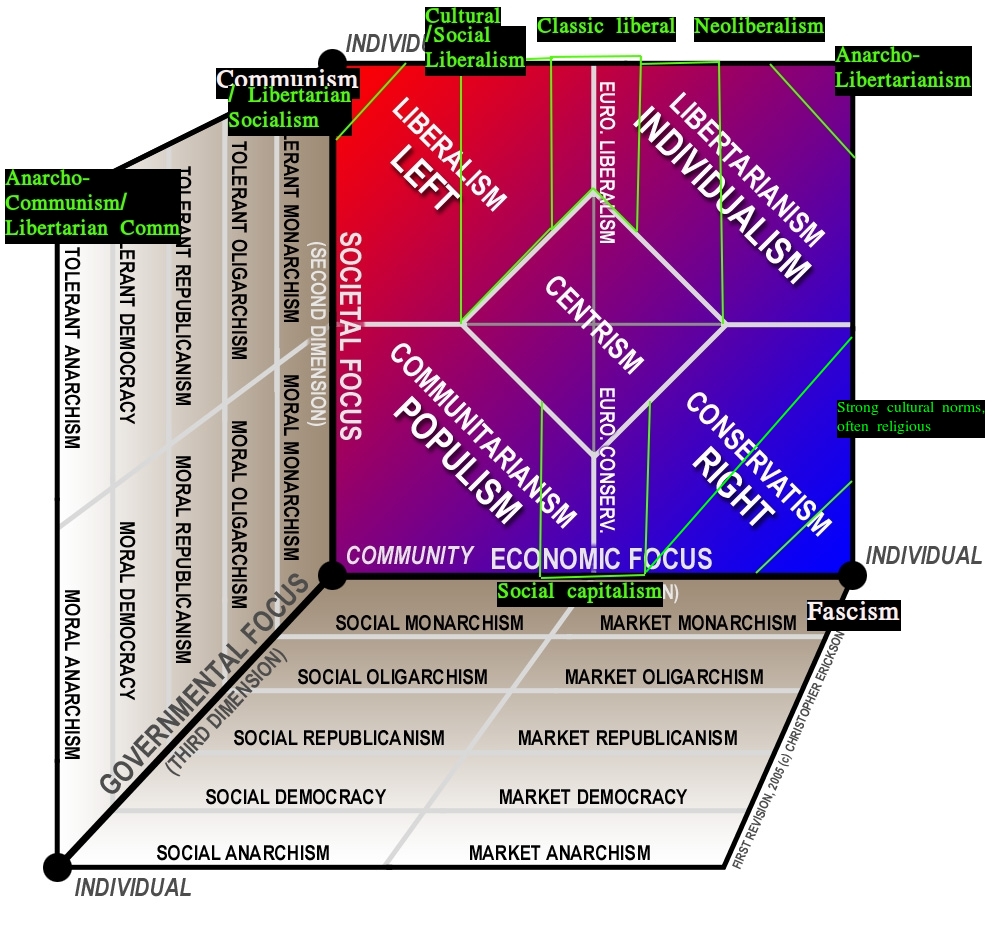 Cultural
/Social
Liberalism
Classic liberal
Neoliberalism
INDIVIDU
Anarcho-
Libertarianism
Communism
/ Libertarian
Socialism
Anarcho-
Communism/
Libertarian Comm
LIBERALISM
LEFT
EURO. LIBERALISM
LIBERTARIANISM
INDIVIDUALISM
CENTRISM
SOCIETAL FOCUS
(SECOND DIMENSION)
COMMUNITARIANISM
POPULISM
EURO. CONSERV.
CONSERVATISM
RIGHT
Strong cultural norms,
often religious
TOLERANT ANARCHISM
ERANT DEMOCRACY
TOLERANT REPUBLICANISM
TOLERANT OLIGARCHISM
LERANT MONARCHISM
MORAL ANARCHISM
MORAL DEMOCRACY
MORAL REPUBLICANISM
MORAL OLIGARCHISM
MORAL MONARCHISM
COMMUNITY
ECONOMIC FOCUS
INDIVIDUAL
Social capitalism
N)
Fascism
GOVERNMENTAL FOCUS
(THIRD DIMENSION)
SOCIAL MONARCHISM
MARKET MONARCHISM
SOCIAL OLIGARCHISM
MARKET OLIGARCHISM
SOCIAL REPUBLICANISM
MARKET REPUBLICANISM
SOCIAL DEMOCRACY
MARKET DEMOCRACY
SOCIAL ANARCHISM
MARKET ANARCHISM
FIRST REVISION, 2005 (c) CHRISTOPHER ERICKSON
INDIVIDUAL